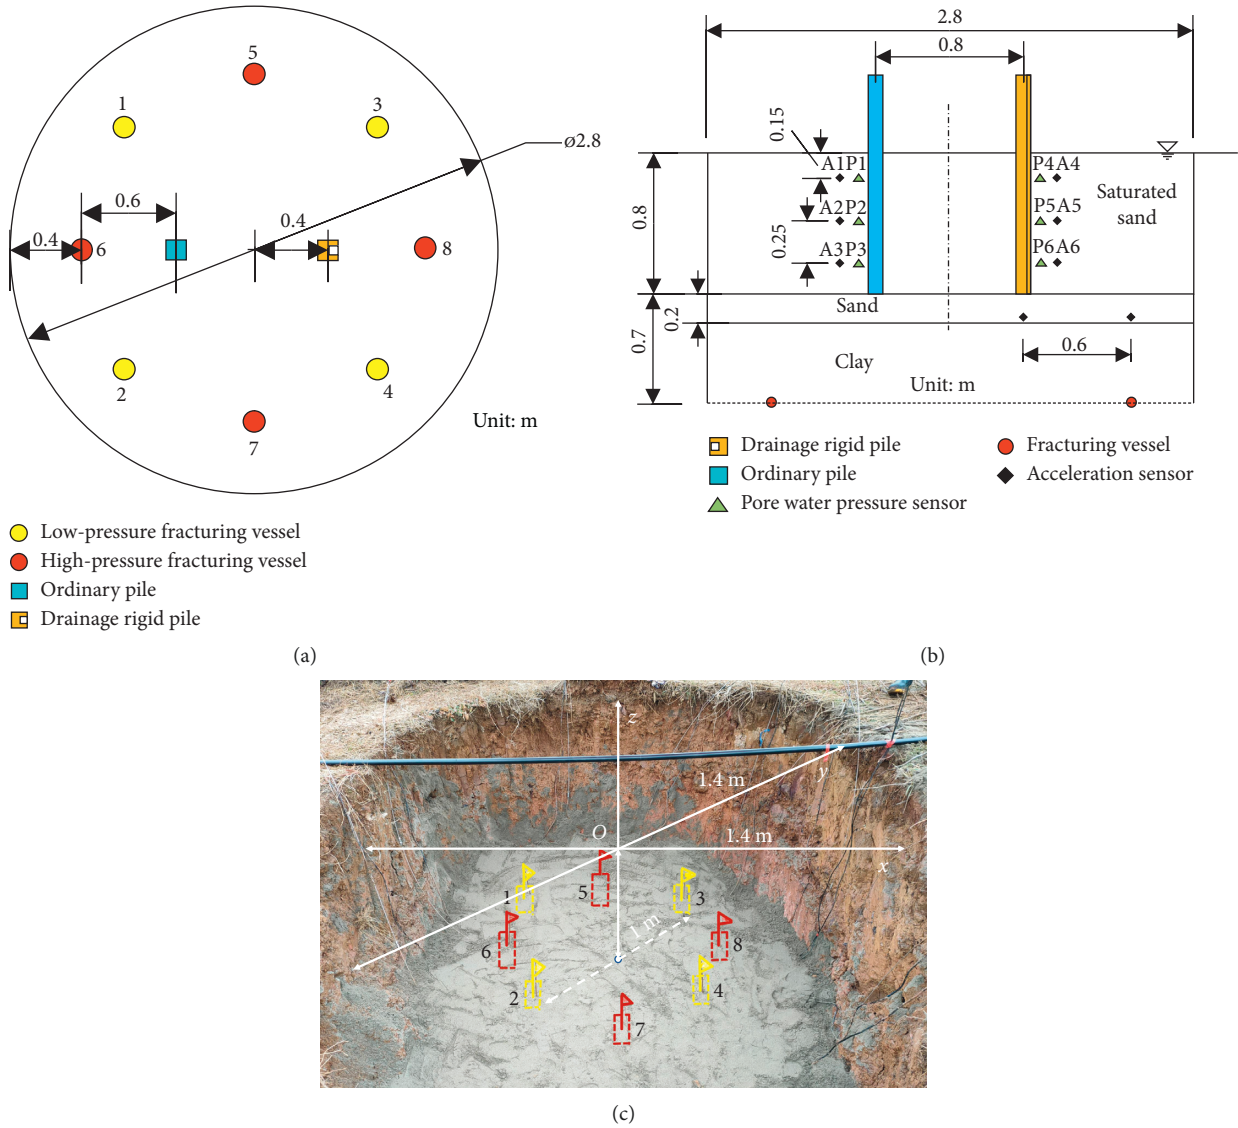 5
1
3
ø2.8
0.6
0.4
0.4
6
8
2
4
7
Unit: m
Low-pressure fracturing vessel
High-pressure fracturing vessel
Ordinary pile
Drainage rigid pile
(a)
2.8
0.8
0.15
A1P1
P4A4
Saturated
sand
0.8
A2P2
P5A5
0.25
A3P3
P6A6
Sand
0.2
0.7
0.6
Clay
Unit: m
Drainage rigid pile
Fracturing vessel
Ordinary pile
Acceleration sensor
Pore water pressure sensor
(b)
z
y
1.4 m
O
1.4 m
x
1
5
3
1 m
6
8
2
4
7
(c)